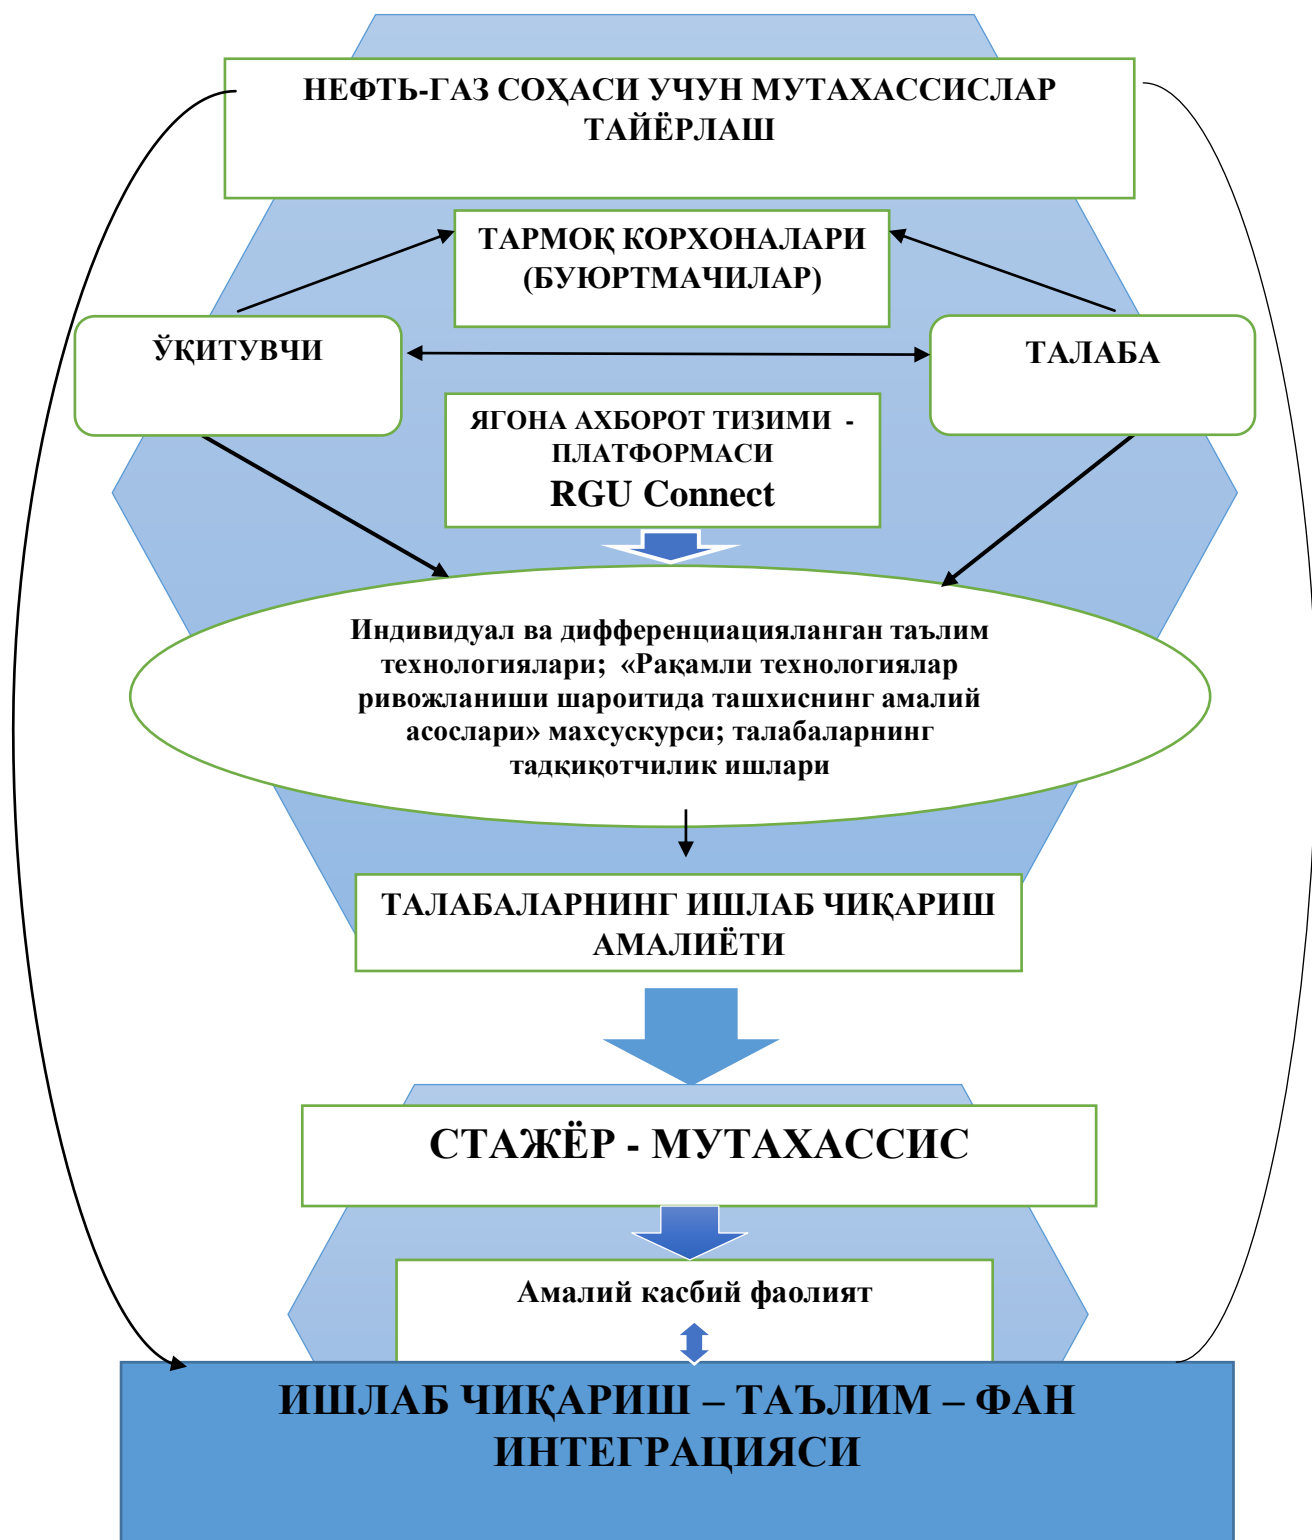 НЕФТЬ-ГАЗ СОҲАСИ УЧУН МУТАХАССИСЛАР
ТАЙЁРЛАШ
ТАРМОҚ КОРХОНАЛАРИ
(БУЮРТМАЧИЛАР)
ЎҚИТУВЧИ
ТАЛАБА
ЯГОНА АХБОРОТ ТИЗИМИ -
ПЛАТФОРМАСИ
RGU Connect
Индивидуал ва дифференциацияланган таълим
технологиялари; «Рақамли технологиялар
ривожланиши шароитида ташхиснинг амалий
асослари» махсускурси; талабаларнинг
тадқиқотчилик ишлари
ТАЛАБАЛАРНИНГ ИШЛАБ ЧИҚАРИШ
АМАЛИЁТИ
СТАЖЁР - МУТАХАССИС
Амалий касбий фаолият
ИШЛАБ ЧИҚАРИШ – ТАЪЛИМ – ФАН
ИНТЕГРАЦИЯСИ